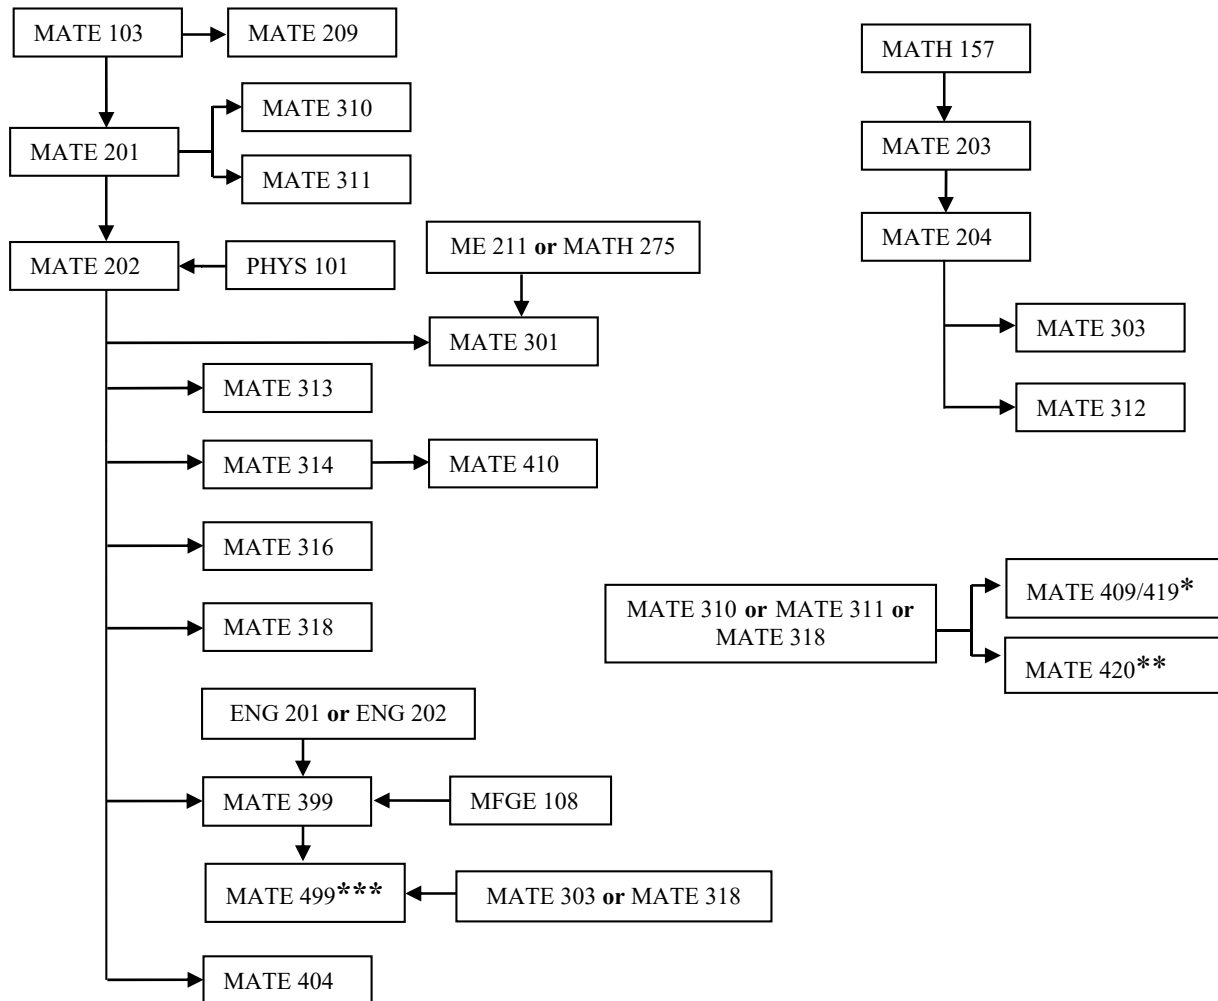 MATE 103
MATE 209
MATH 157
MATE 310
MATE 201
MATE 203
MATE 311
MATE 204
ME 211 or MATH 275
MATE 202
PHYS 101
MATE 303
MATE 301
MATE 313
MATE 312
MATE 314
MATE 410
MATE 316
MATE 409/419*
MATE 310 or MATE 311 or
MATE 318
MATE 318
MATE 420**
ENG 201 or ENG 202
MATE 399
MFGE 108
MATE 499***
MATE 303 or MATE 318
MATE 404